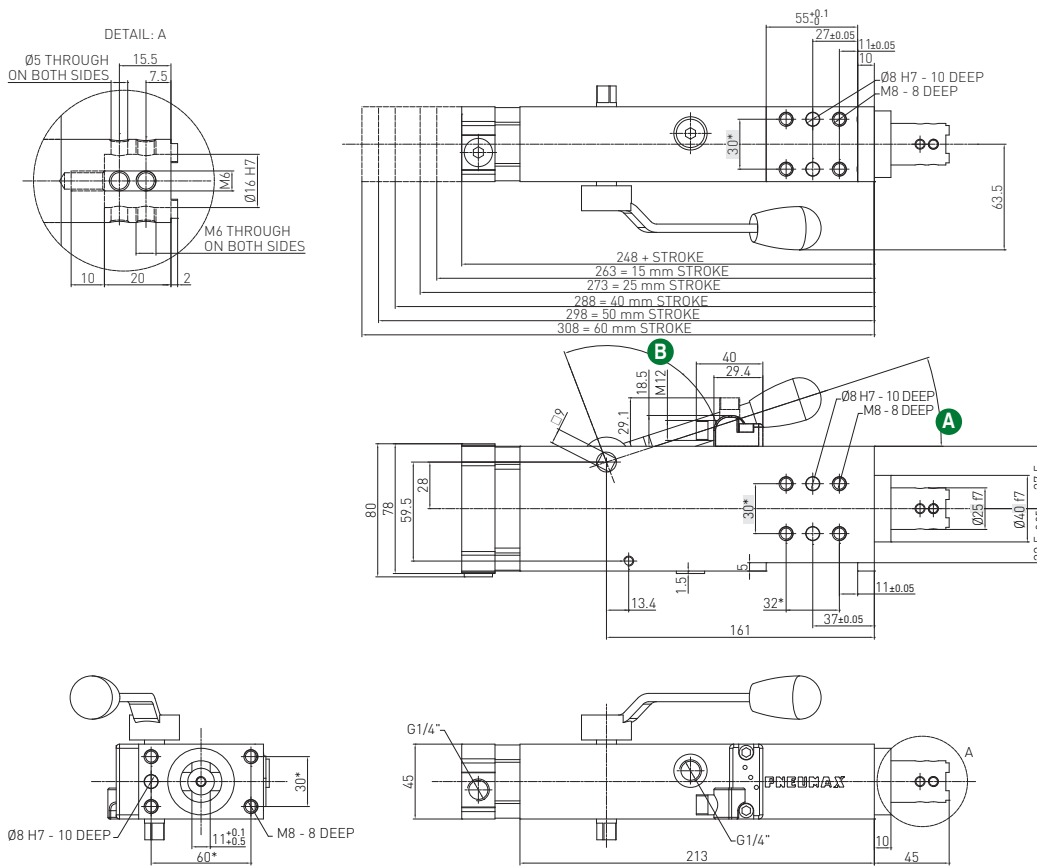 DETAIL: A
Ø5 THROUGH
ON BOTH SIDES
15.5
7.5
M6
Ø16 H7
M6 THROUGH
ON BOTH SIDES
10
20
2
55+0.1 -0
27±0.05
11±0.05
10
Ø8 H7 - 10 DEEP
M8 - 8 DEEP
30*
63.5
248 + STROKE
263 = 15 mm STROKE
273 = 25 mm STROKE
288 = 40 mm STROKE
298 = 50 mm STROKE
308 = 60 mm STROKE
B
40
29.4
18.5
M12
29.1
□9
Ø8 H7 - 10 DEEP
M8 - 8 DEEP
A
80
78
59.5
28
30*
Ø25 f7
Ø40 f7
5
1.5
13.4
32*
11±0.05
37±0.05
161
G1/4"
45
30*
Ø8 H7 - 10 DEEP
11+0.1 +0.5
M8 - 8 DEEP
60*
PNEUMAX
A
G1/4"
10
213
45